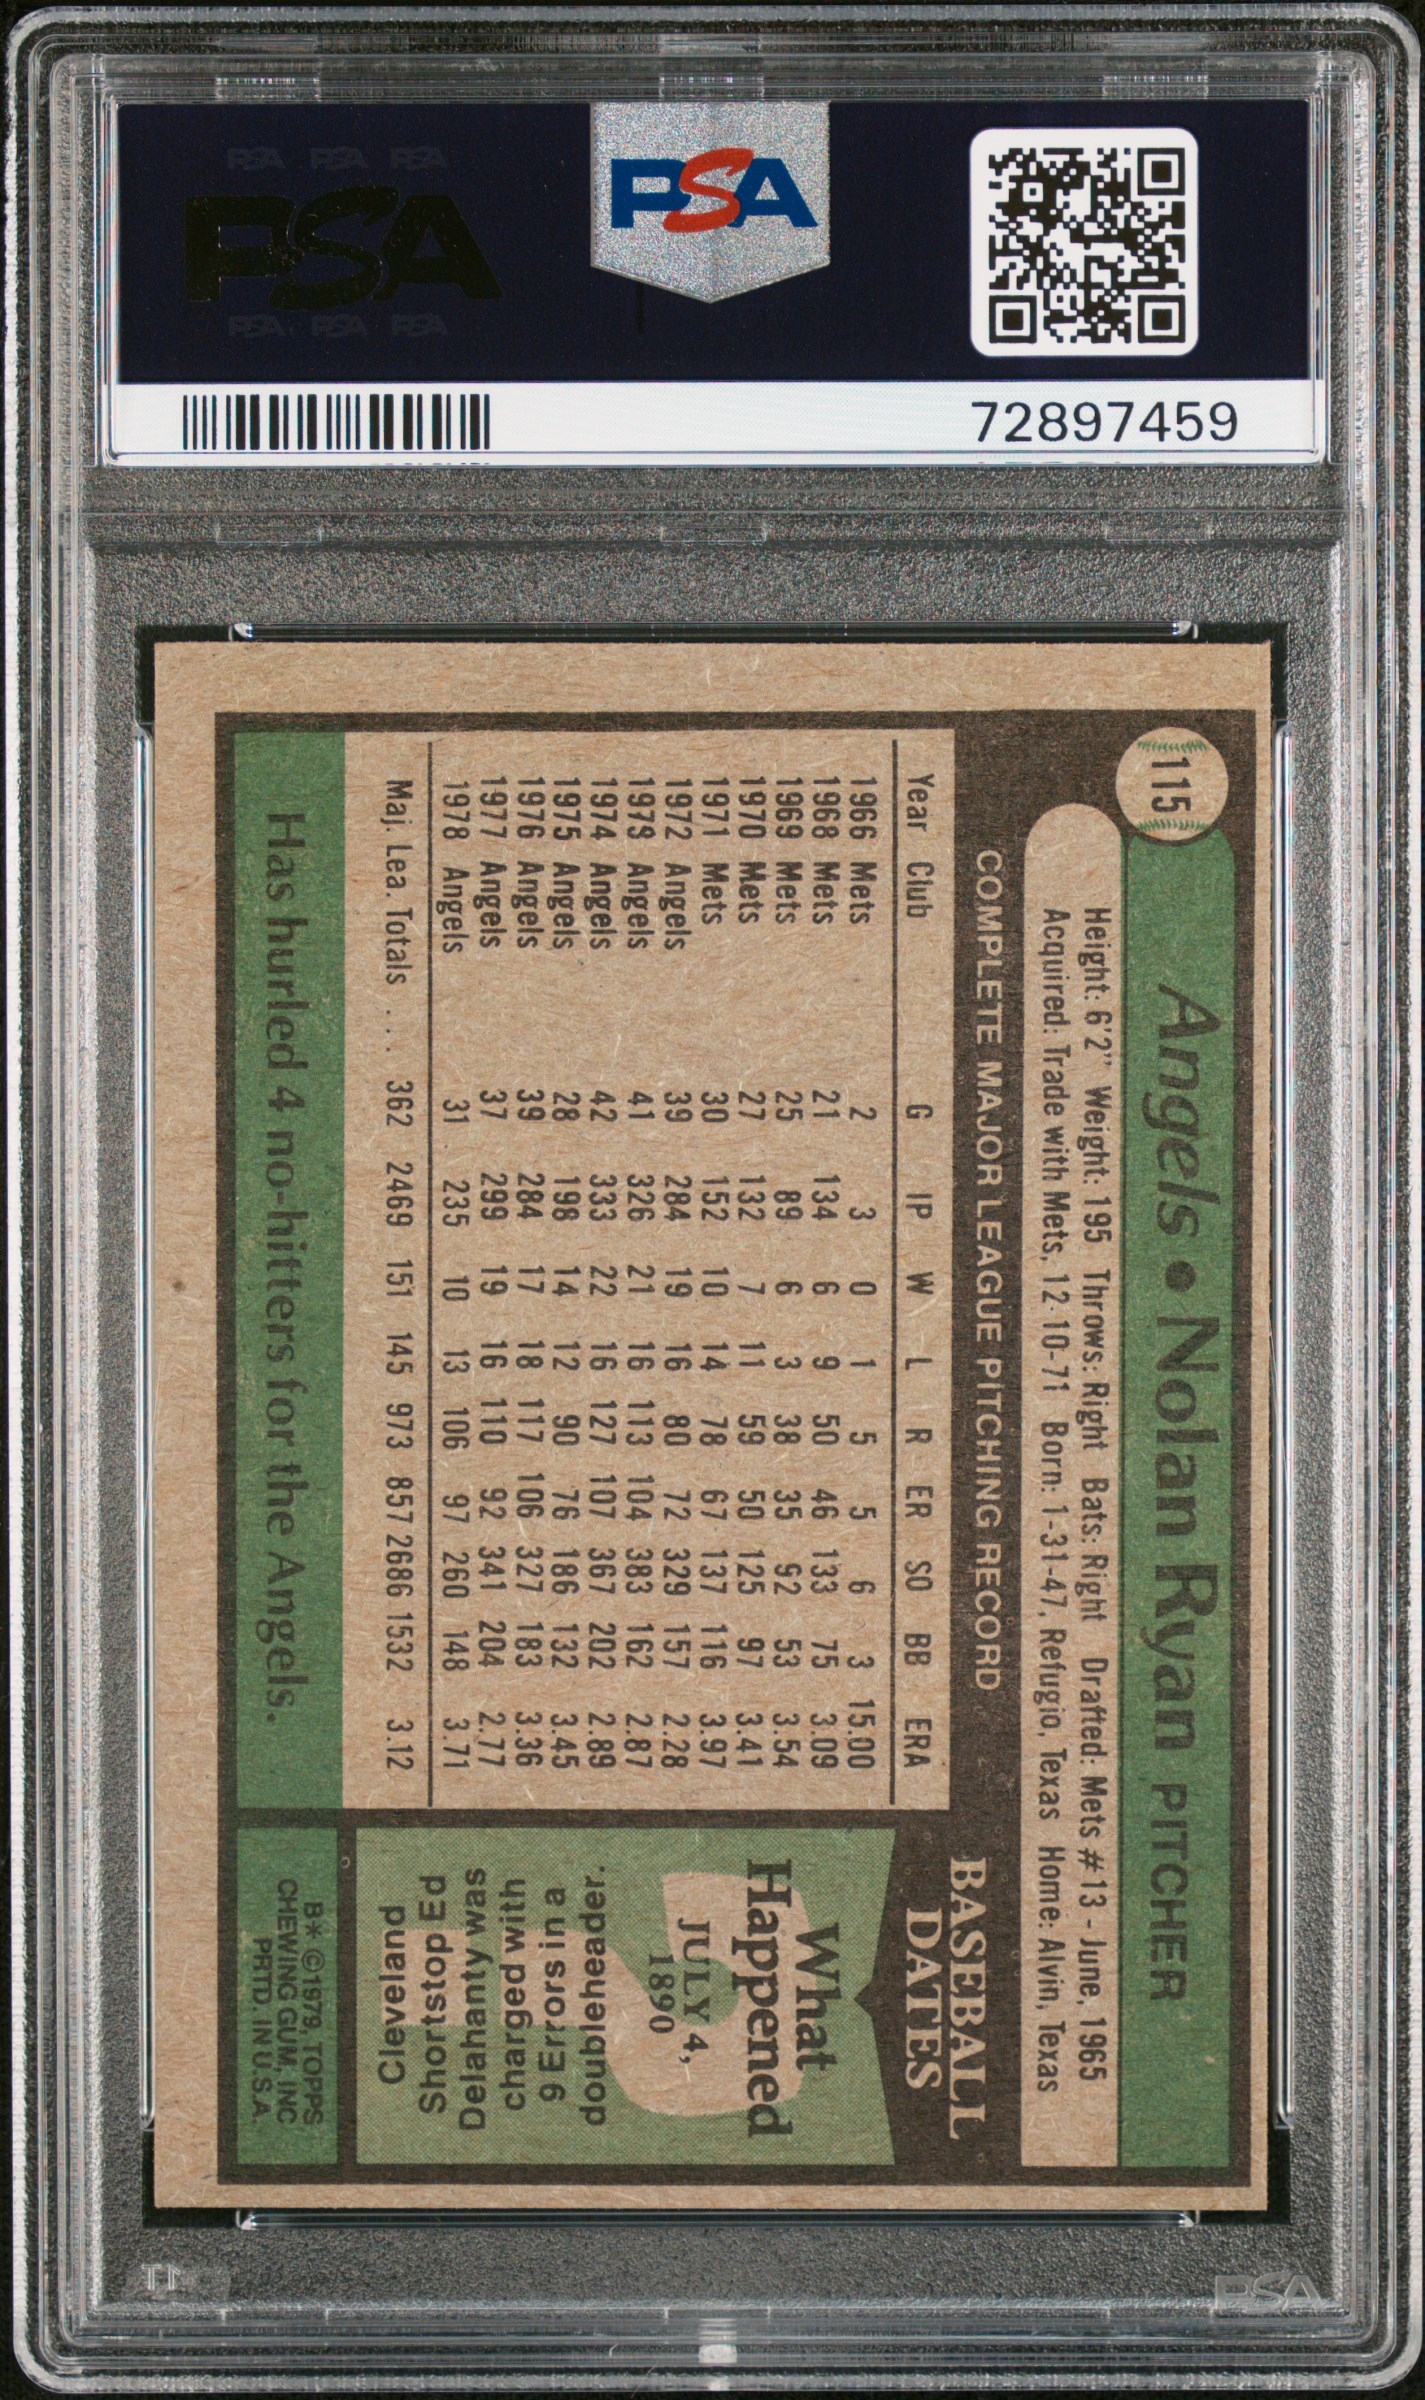 PSA PSA PSA
PSA
PSA PSA PSA
PSA
72897459
115
Angels • Nolan Ryan PITCHER
Height: 6'2" Weight: 195 Throws: Right Bats: Right Drafted: Mets #13 - June, 1965
Acquired: Trade with Mets, 12-10-71 Born: 1-31-47, Refugio, Texas Home: Alvin, Texas
COMPLETE MAJOR LEAGUE PITCHING RECORD
Year Club G IP W L R ER SO BB ERA
1966 Mets 2 3 0 1 5 5 6 3 15.00
1968 Mets 21 134 6 9 50 46 133 75 3.09
1969 Mets 25 89 6 3 38 35 92 53 3.54
1970 Mets 27 132 7 11 59 50 125 97 3.41
1971 Mets 30 152 10 14 78 67 137 116 3.97
1972 Angels 39 284 19 16 80 72 329 157 2.28
1973 Angels 41 326 21 16 113 104 383 162 2.87
1974 Angels 42 333 22 16 127 107 367 202 2.89
1975 Angels 28 198 14 12 90 76 186 132 3.45
1976 Angels 39 284 17 18 117 106 327 183 3.36
1977 Angels 37 299 19 16 110 92 341 204 2.77
1978 Angels 31 235 10 13 106 97 260 148 3.71
Maj. Lea. Totals . . . 362 2469 151 145 973 857 2686 1532 3.12
Has hurled 4 no-hitters for the Angels.
BASEBALL
DATES
What
Happened
JULY 4,
1890
Cleveland
Shortstop Ed
Delahanty was
charged with
9 Errors in a
doubleheader.
B* ©1979, TOPPS
CHEWING GUM, INC
PRTD. IN U.S.A.
PSA